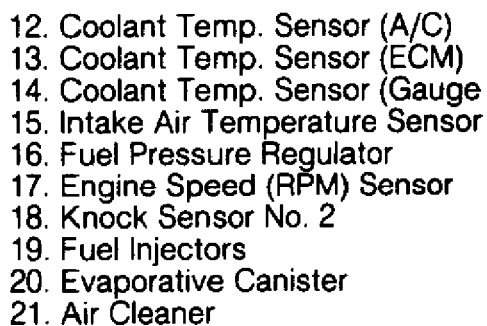 12. Coolant Temp. Sensor (A/C)
13. Coolant Temp. Sensor (ECM)
14. Coolant Temp. Sensor (Gauge
15. Intake Air Temperature Sensor
16. Fuel Pressure Regulator
17. Engine Speed (RPM) Sensor
18. Knock Sensor No. 2
19. Fuel Injectors
20. Evaporative Canister
21. Air Cleaner